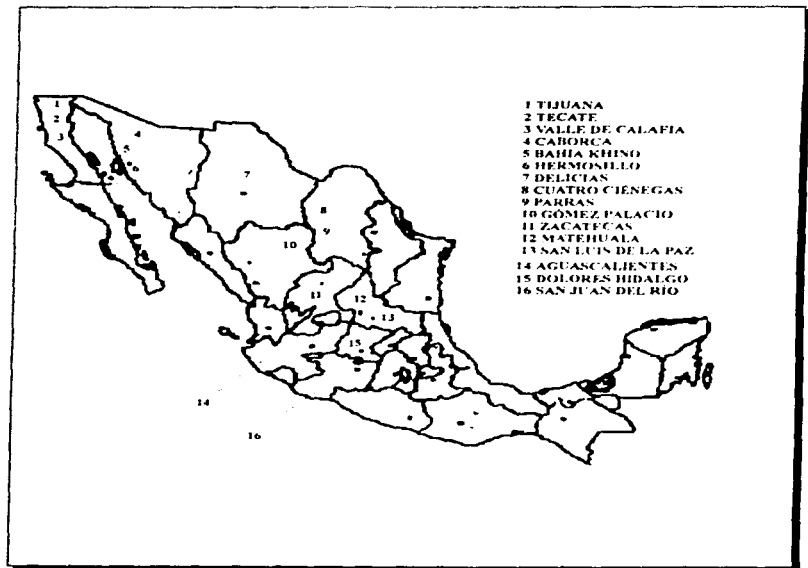 1 TIJUANA
2 TECATE
3 VALLE DE CALAFIA
4 CABORCA
5 BAHÍA KHINO
6 HERMOSILLO
7 DELICIAS
8 CUATRO CIÉNEGAS
9 PARRAS
10 GÓMEZ PALACIO
11 ZACATECAS
12 MATEHUALA
13 SAN LUIS DE LA PAZ
14 AGUASCALIENTES
15 DOLORES HIDALGO
16 SAN JUAN DEL RÍO
1
2
3
4
5
6
7
8
9
10
11
12
13
15
14
16